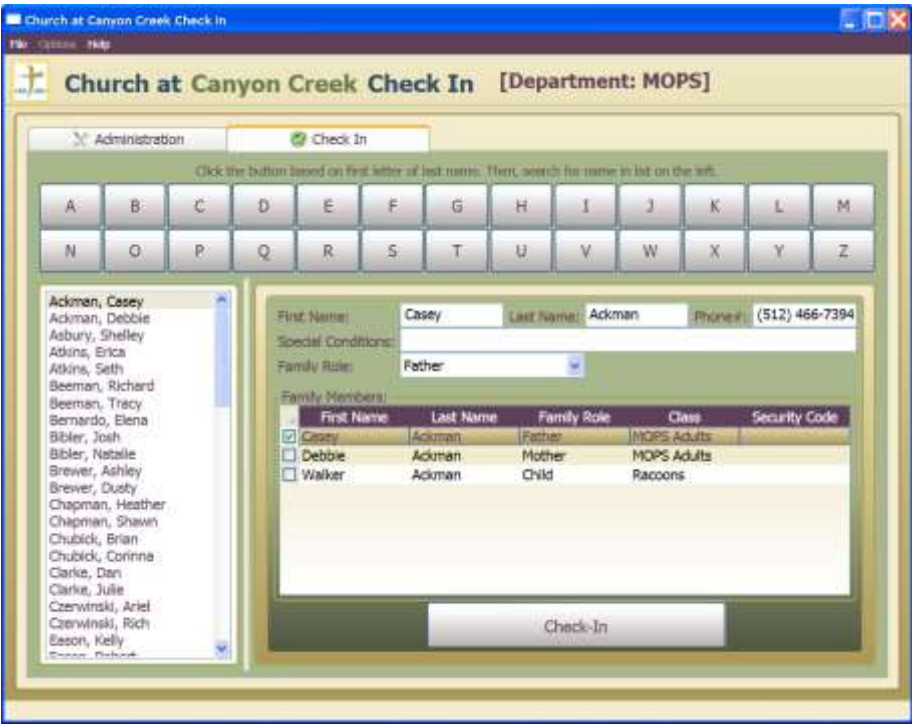 Church at Canyon Creek Check In
File Options Help
Church at Canyon Creek Check In [Department: MOPS]
Administration Check In
Click the button based on first letter of last name. Then, search for name in list on the left.
A B C D E F G H I J K L M
N O P Q R S T U V W X Y Z
Ackman, Casey
Ackman, Debbie
Asbury, Shelley
Atkins, Erica
Atkins, Seth
Beeman, Richard
Beeman, Tracy
Bernardo, Elena
Bibler, Josh
Bibler, Natalie
Brewer, Ashley
Brewer, Dusty
Chapman, Heather
Chapman, Shawn
Chubick, Brian
Chubick, Corinna
Clarke, Dan
Clarke, Julie
Czerwinski, Ariel
Czerwinski, Rich
Eason, Kelly
First Name: Casey Last Name: Ackman Phone#: (512) 466-7394
Special Conditions:
Family Role: Father
Family Members:
First Name Last Name Family Role Class Security Code
Casey Ackman Father MOPS Adults
Debbie Ackman Mother MOPS Adults
Walker Ackman Child Racoons
Check-In